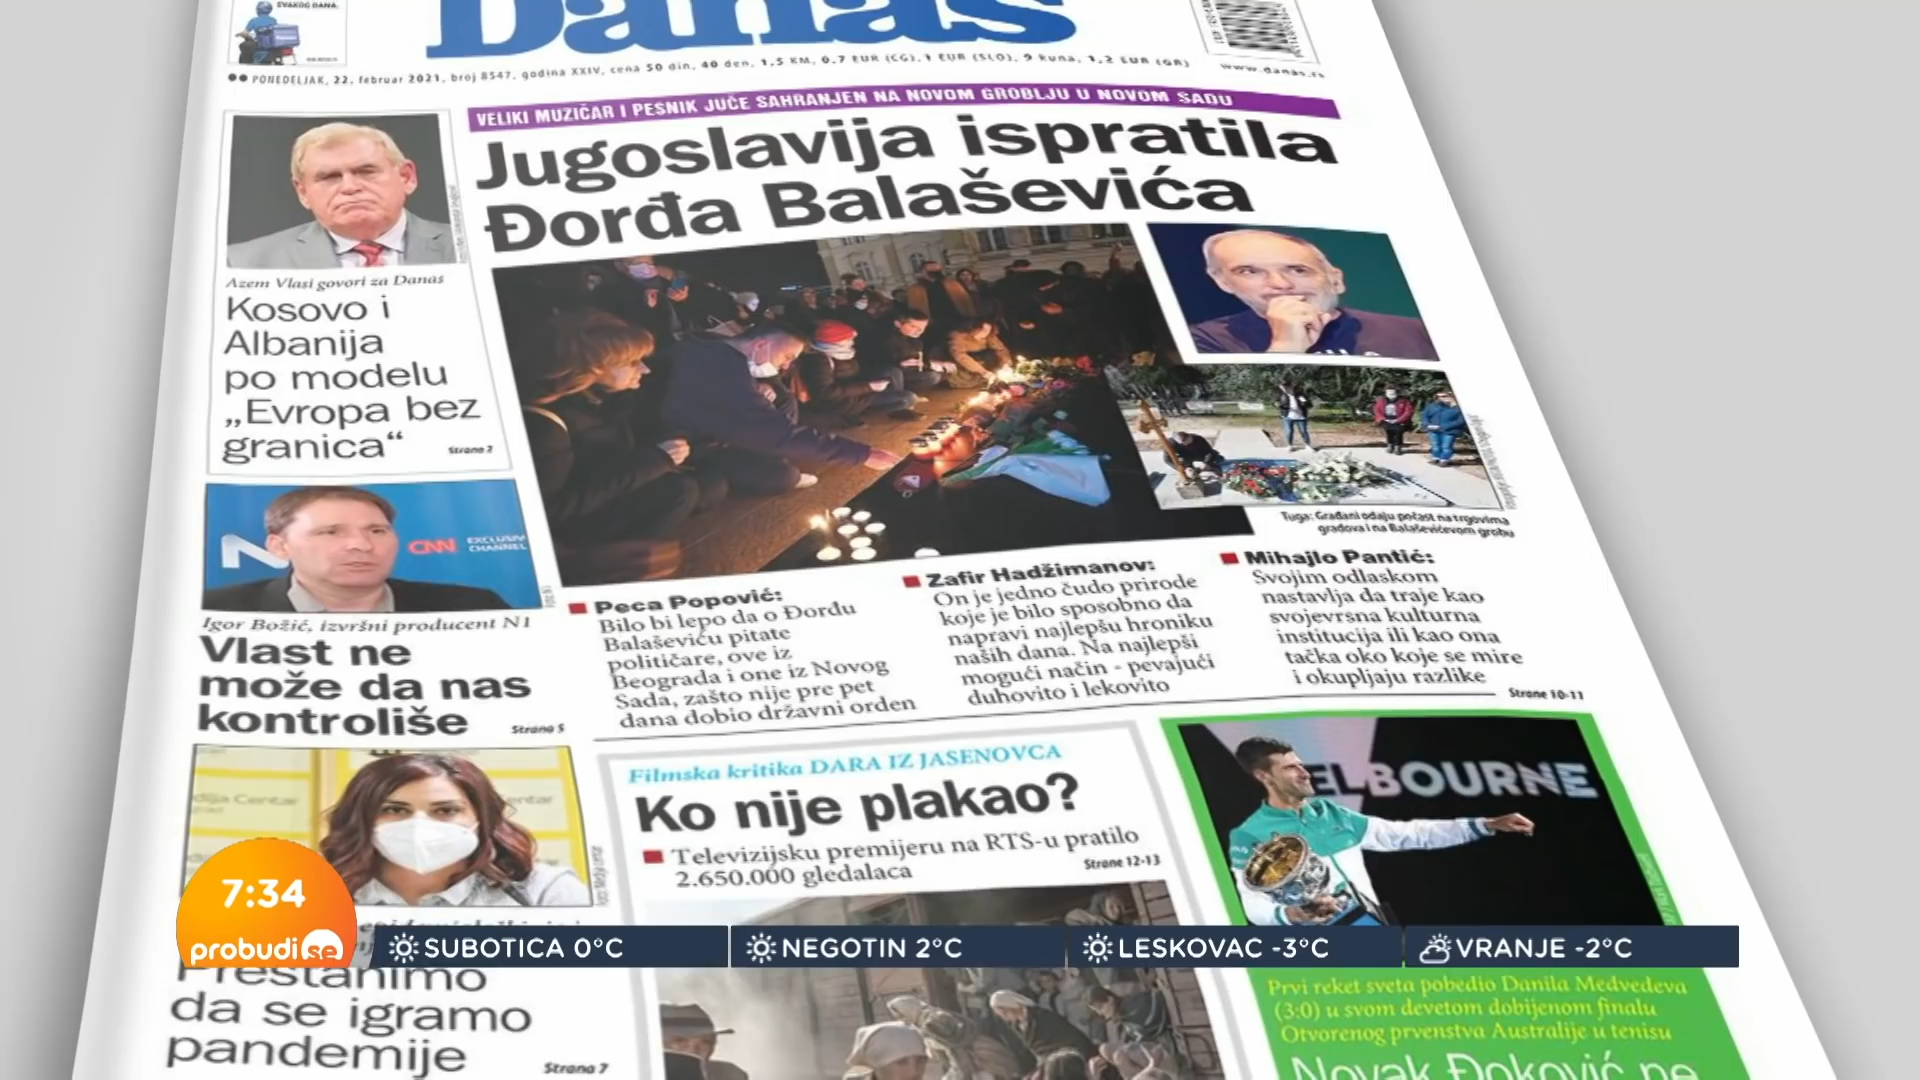 SVAKOG DANA.
Danas
PONEDELJAK, 22. februar 2021, broj 8547, godina XXIV, cena 50 din, 40 den, 1,5 KM, 0,7 EUR (CG), 1 EUR (SLO), 9 kuna, 1,2 EUR (GR)
www.danas.rs
VELIKI MUZIČAR I PESNIK JUČE SAHRANJEN NA NOVOM GROBLJU U NOVOM SADU
Jugoslavija ispratila
Đorđa Balaševića
Azem Vlasi govori za Danas
Kosovo i
Albanija
po modelu
„Evropa bez
granica“
Strana 2
CNN EXCLUSIVE
CHANNEL
Igor Božić, izvršni producent N1
Vlast ne
može da nas
kontroliše
Strana 5
Tuga: Građani odaju počast na trgovima
gradova i na Balaševićevom grobu
Peca Popović:
Bilo bi lepo da o Đorđu
Balaševiću pitate
političare, ove iz
Beograda i one iz Novog
Sada, zašto nije pre pet
dana dobio državni orden
Zafir Hadžimanov:
On je jedno čudo prirode
koje je bilo sposobno da
napravi najlepšu hroniku
naših dana. Na najlepši
mogući način - pevajući
duhovito i lekovito
Mihajlo Pantić:
Svojim odlaskom
nastavlja da traje kao
svojevrsna kulturna
institucija ili kao ona
tačka oko koje se mire
i okupljaju razlike
Strane 10-11
Filmska kritika DARA IZ JASENOVCA
Ko nije plakao?
Televizijsku premijeru na RTS-u pratilo
2.650.000 gledalaca
Strane 12-13
ELBOURNE
dija Centar
entar
Prestanimo
da se igramo
pandemije
Strana 7
Prvi reket sveta pobedio Danila Medvedeva
(3:0) u svom devetom dobijenom finalu
Otvorenog prvenstva Australije u tenisu
Novak Đoković ne
7:34
probudi se
SUBOTICA 0°C
NEGOTIN 2°C
LESKOVAC -3°C
VRANJE -2°C